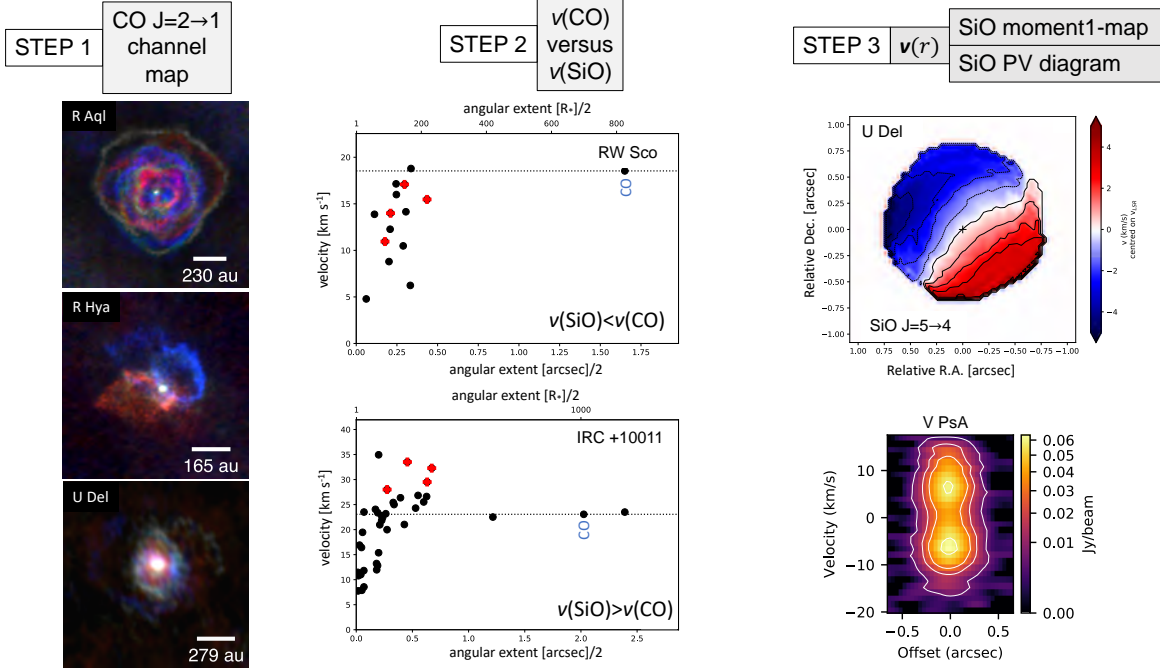 STEP 1
CO J=2→1
channel
map
R Aql
230 au
R Hya
165 au
U Del
279 au
STEP 2
v(CO)
versus
v(SiO)
angular extent [R*]/2
1 200 400 600 800
RW Sco
20
15
10
5
0
velocity [km s⁻¹]
CO
v(SiO)<v(CO)
0.00 0.25 0.50 0.75 1.00 1.25 1.50 1.75
angular extent [arcsec]/2
angular extent [R*]/2
1 1000
IRC +10011
40
35
30
25
20
15
10
5
0
velocity [km s⁻¹]
CO
v(SiO)>v(CO)
0.0 0.5 1.0 1.5 2.0 2.5
angular extent [arcsec]/2
STEP 3
v(r)
SiO moment1-map
SiO PV diagram
U Del
1.00
0.75
0.50
0.25
0.00
−0.25
−0.50
−0.75
−1.00
Relative Dec. [arcsec]
SiO J=5→4
1.00 0.75 0.50 0.25 0.00 −0.25 −0.50 −0.75 −1.00
Relative R.A. [arcsec]
4
2
0
−2
−4
v (km/s)
centred on vLSR
V PsA
10
0
−10
−20
Velocity (km/s)
−0.5 0.0 0.5
Offset (arcsec)
0.06
0.05
0.04
0.03
0.02
0.01
0.00
Jy/beam